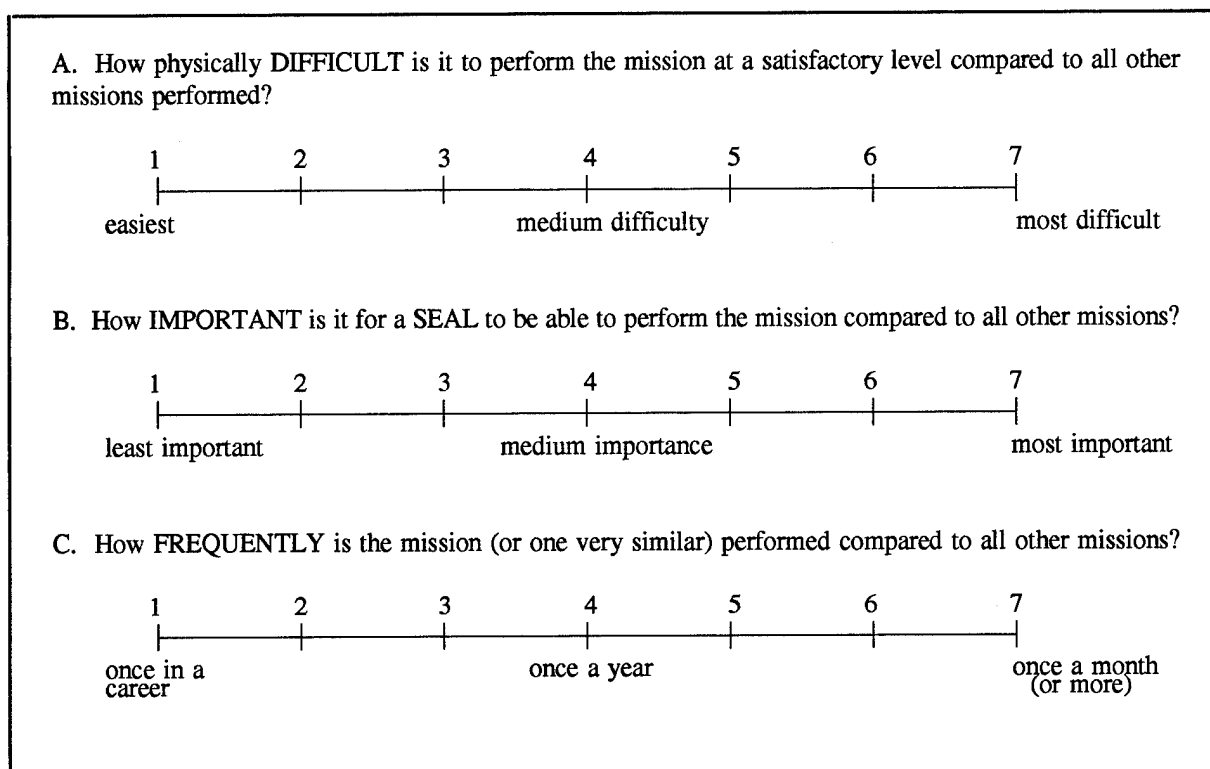 A. How physically DIFFICULT is it to perform the mission at a satisfactory level compared to all other
missions performed?
1 2 3 4 5 6 7
easiest medium difficulty most difficult
B. How IMPORTANT is it for a SEAL to be able to perform the mission compared to all other missions?
1 2 3 4 5 6 7
least important medium importance most important
C. How FREQUENTLY is the mission (or one very similar) performed compared to all other missions?
1 2 3 4 5 6 7
once in a once a year once a month
career (or more)